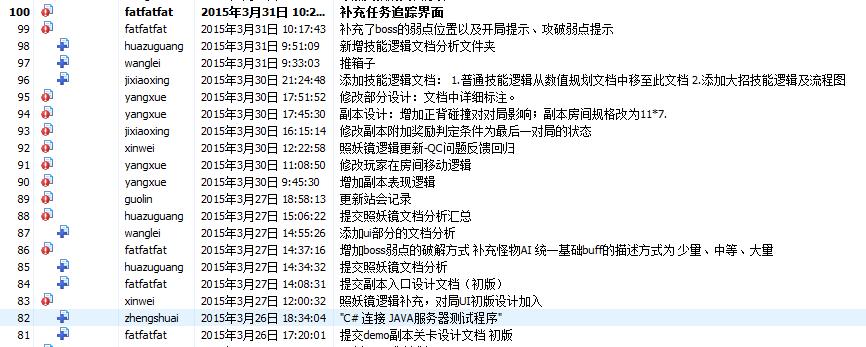 100 fatfatfat 2015年3月31日 10:2... 补充任务追踪界面
99 fatfatfat 2015年3月31日 10:17:43 补充了boss的弱点位置以及开局提示、攻破弱点提示
98 huazuguang 2015年3月31日 9:51:09 新增技能逻辑文档分析文件夹
97 wanglei 2015年3月31日 9:33:03 推箱子
96 jixiaoxing 2015年3月30日 21:24:48 添加技能逻辑文档： 1.普通技能逻辑从数值规划文档中移至此文档 2.添加大招技能逻辑及流程图
95 yangxue 2015年3月30日 17:51:52 修改部分设计：文档中详细标注。
94 yangxue 2015年3月30日 17:45:30 副本设计：增加正背碰撞对对局影响；副本房间规格改为11*7.
93 jixiaoxing 2015年3月30日 16:15:14 修改副本附加奖励判定条件为最后一对局的状态
92 xinwei 2015年3月30日 12:22:58 照妖镜逻辑更新-QC问题反馈回归
91 yangxue 2015年3月30日 11:08:50 修改玩家在房间移动逻辑
90 yangxue 2015年3月30日 9:45:30 增加副本表现逻辑
89 guolin 2015年3月27日 18:58:13 更新站会记录
88 huazuguang 2015年3月27日 15:06:22 提交照妖镜文档分析汇总
87 wanglei 2015年3月27日 14:55:26 添加ui部分的文档分析
86 fatfatfat 2015年3月27日 14:37:16 增加boss弱点的破解方式 补充怪物AI 统一基础buff的描述方式为 少量、中等、大量
85 huazuguang 2015年3月27日 14:34:32 提交照妖镜文档分析
84 fatfatfat 2015年3月27日 14:08:31 提交副本入口设计文档（初版）
83 xinwei 2015年3月27日 12:00:32 照妖镜逻辑补充，对局UI初版设计加入
82 zhengshuai 2015年3月26日 18:34:04 "C# 连接 JAVA服务器测试程序"
81 fatfatfat 2015年3月26日 17:20:01 提交demo副本关卡设计文档 初版